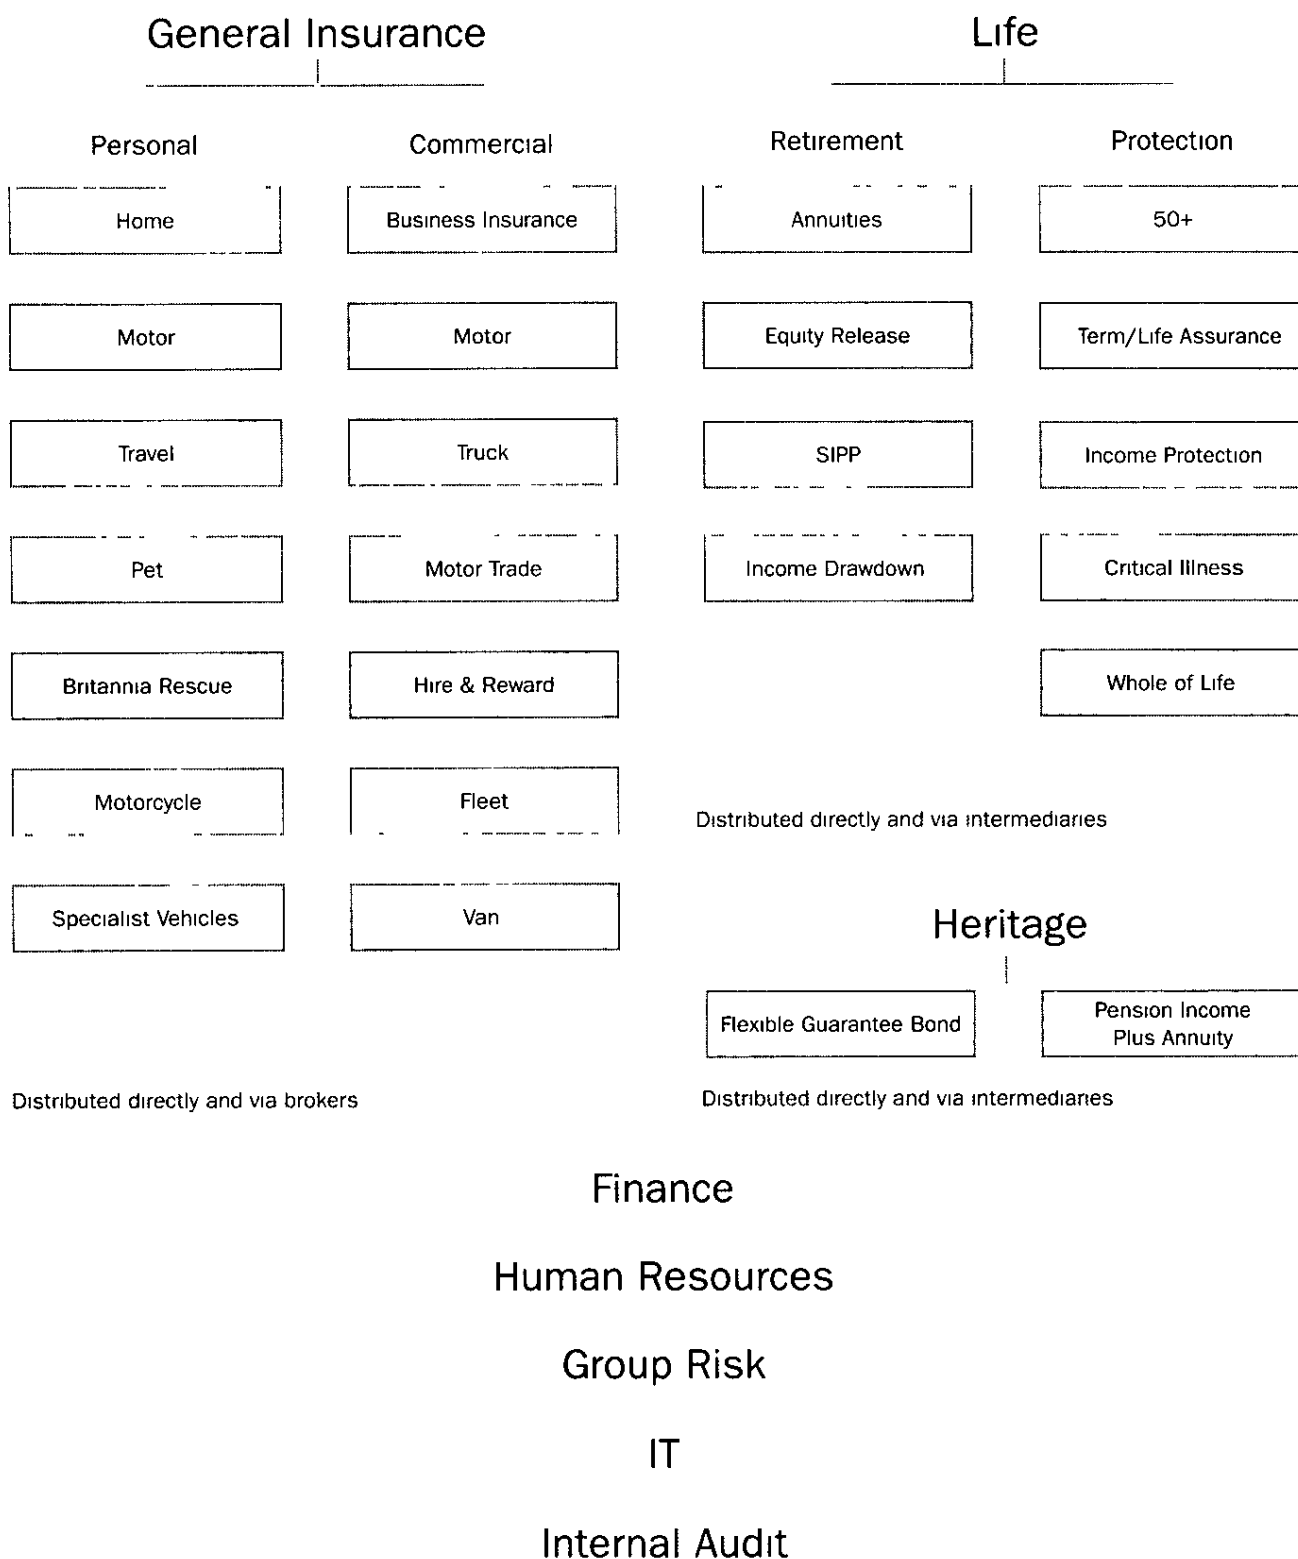 General Insurance
Personal
Home
Motor
Travel
Pet
Britannia Rescue
Motorcycle
Specialist Vehicles
Commercial
Business Insurance
Motor
Truck
Motor Trade
Hire & Reward
Fleet
Van
Distributed directly and via brokers
Life
Retirement
Annuities
Equity Release
SIPP
Income Drawdown
Protection
50+
Term/Life Assurance
Income Protection
Critical Illness
Whole of Life
Distributed directly and via intermediaries
Heritage
Flexible Guarantee Bond
Pension Income
Plus Annuity
Distributed directly and via intermediaries
Finance
Human Resources
Group Risk
IT
Internal Audit